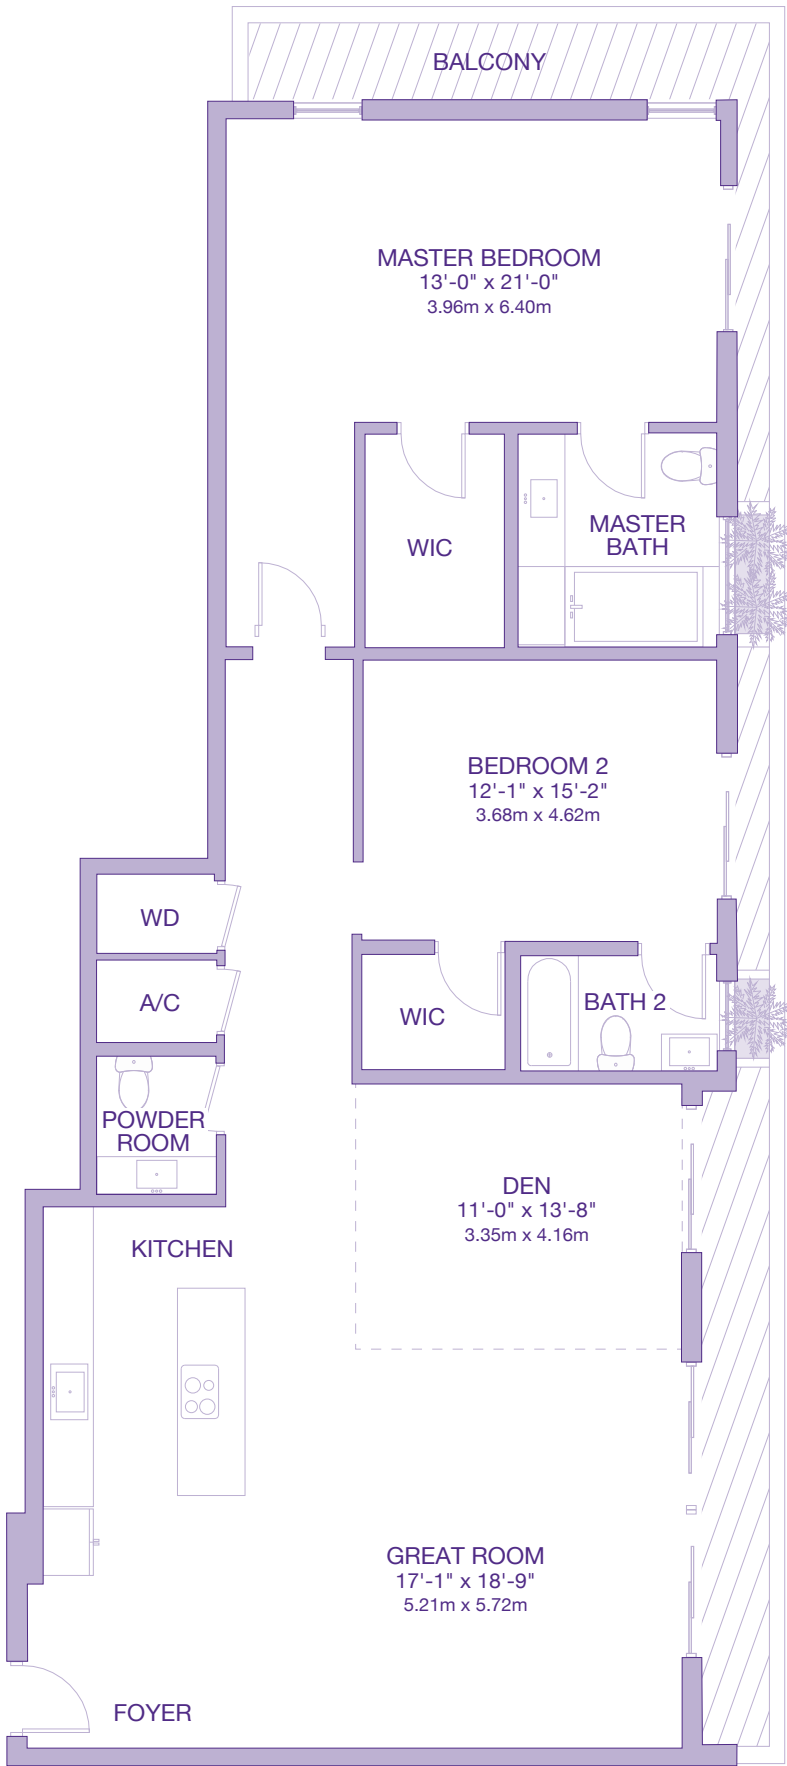 BALCONY
MASTER BEDROOM
13'-0" x 21'-0"
3.96m x 6.40m
WIC
MASTER
BATH
BEDROOM 2
12'-1" x 15'-2"
3.68m x 4.62m
WD
A/C
WIC
BATH 2
POWDER
ROOM
DEN
11'-0" x 13'-8"
3.35m x 4.16m
KITCHEN
GREAT ROOM
17'-1" x 18'-9"
5.21m x 5.72m
FOYER